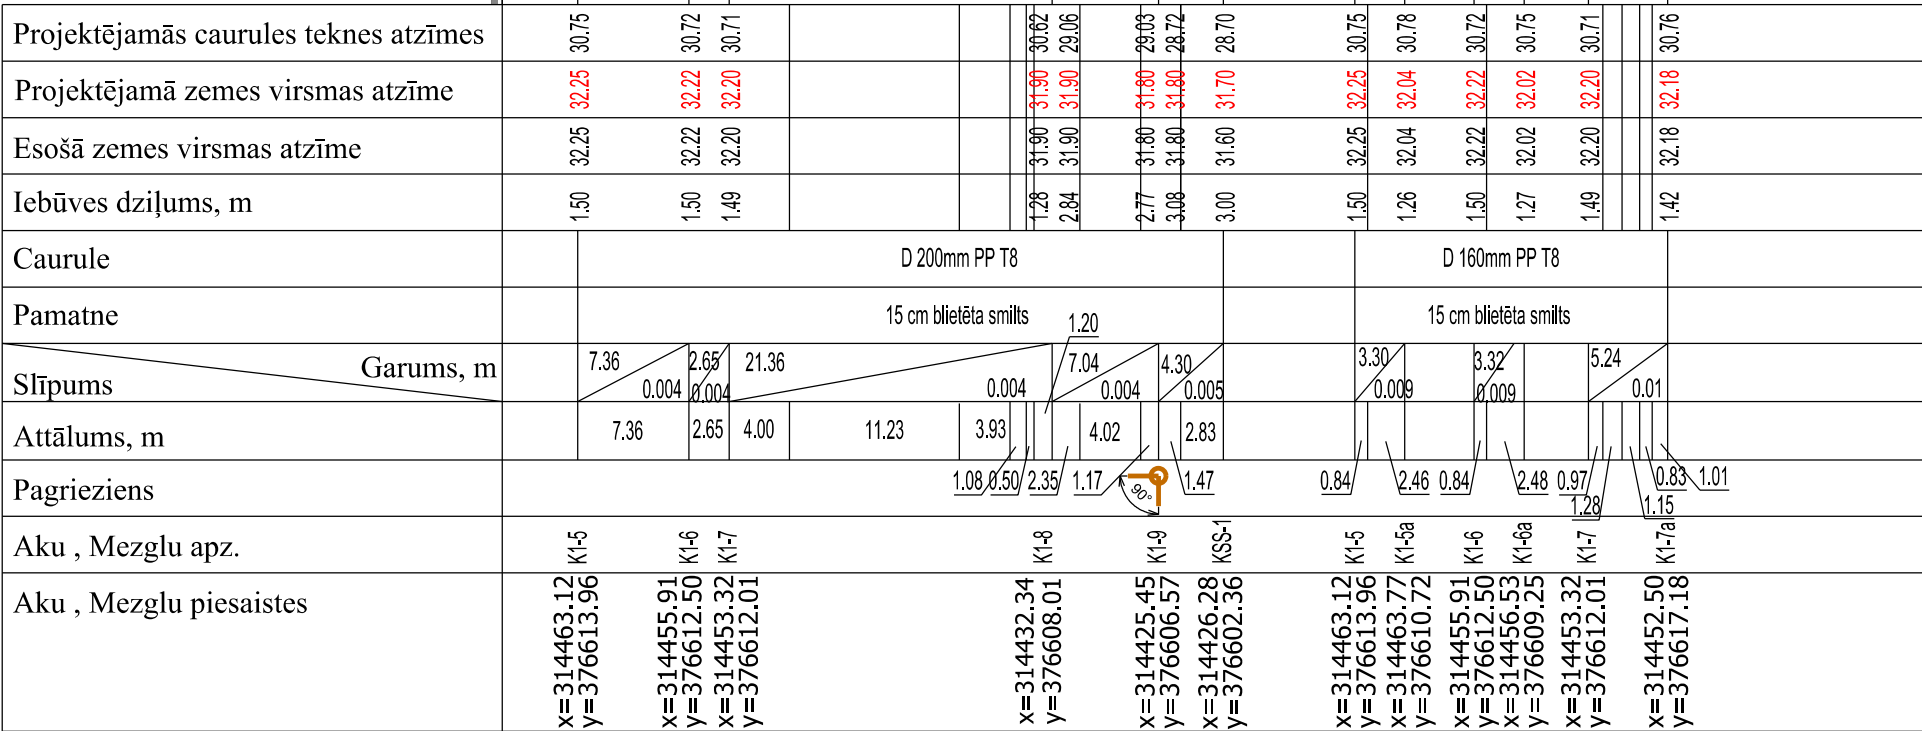 Projektējamās caurules teknes atzīmes 30.75 30.72 30.71 30.62 29.06 29.03 28.72 28.70 30.75 30.78 30.72 30.75 30.71 30.76
Projektējamā zemes virsmas atzīme 32.25 32.22 32.20 31.90 31.90 31.80 31.80 31.70 32.25 32.04 32.22 32.02 32.20 32.18
Esošā zemes virsmas atzīme 32.25 32.22 32.20 31.90 31.90 31.80 31.80 31.60 32.25 32.04 32.22 32.02 32.20 32.18
Iebūves dziļums, m 1.50 1.50 1.49 1.28 2.84 2.77 3.08 3.00 1.50 1.26 1.50 1.27 1.49 1.42
Caurule D 200mm PP T8 D 160mm PP T8
Pamatne 15 cm blietēta smilts 15 cm blietēta smilts
1.20
Garums, m 7.36 2.65 21.36 7.04 4.30 3.30 3.32 5.24
Slīpums 0.004 0.004 0.004 0.004 0.005 0.009 0.009 0.01
Attālums, m 7.36 2.65 4.00 11.23 3.93 4.02 2.83
Pagrieziens 1.08 0.50 2.35 1.17 90° 1.47 0.84 2.46 0.84 2.48 0.97 0.83 1.01
1.28 1.15
Aku , Mezglu apz. K1-5 K1-6 K1-7 K1-8 K1-9 KSS-1 K1-5 K1-5a K1-6 K1-6a K1-7 K1-7a
Aku , Mezglu piesaistes
x=314463.12
y=376613.96
x=314455.91
y=376612.50
x=314453.32
y=376612.01
x=314432.34
y=376608.01
x=314425.45
y=376606.57
x=314426.28
y=376602.36
x=314463.12
y=376613.96
x=314463.77
y=376610.72
x=314455.91
y=376612.50
x=314456.53
y=376609.25
x=314453.32
y=376612.01
x=314452.50
y=376617.18